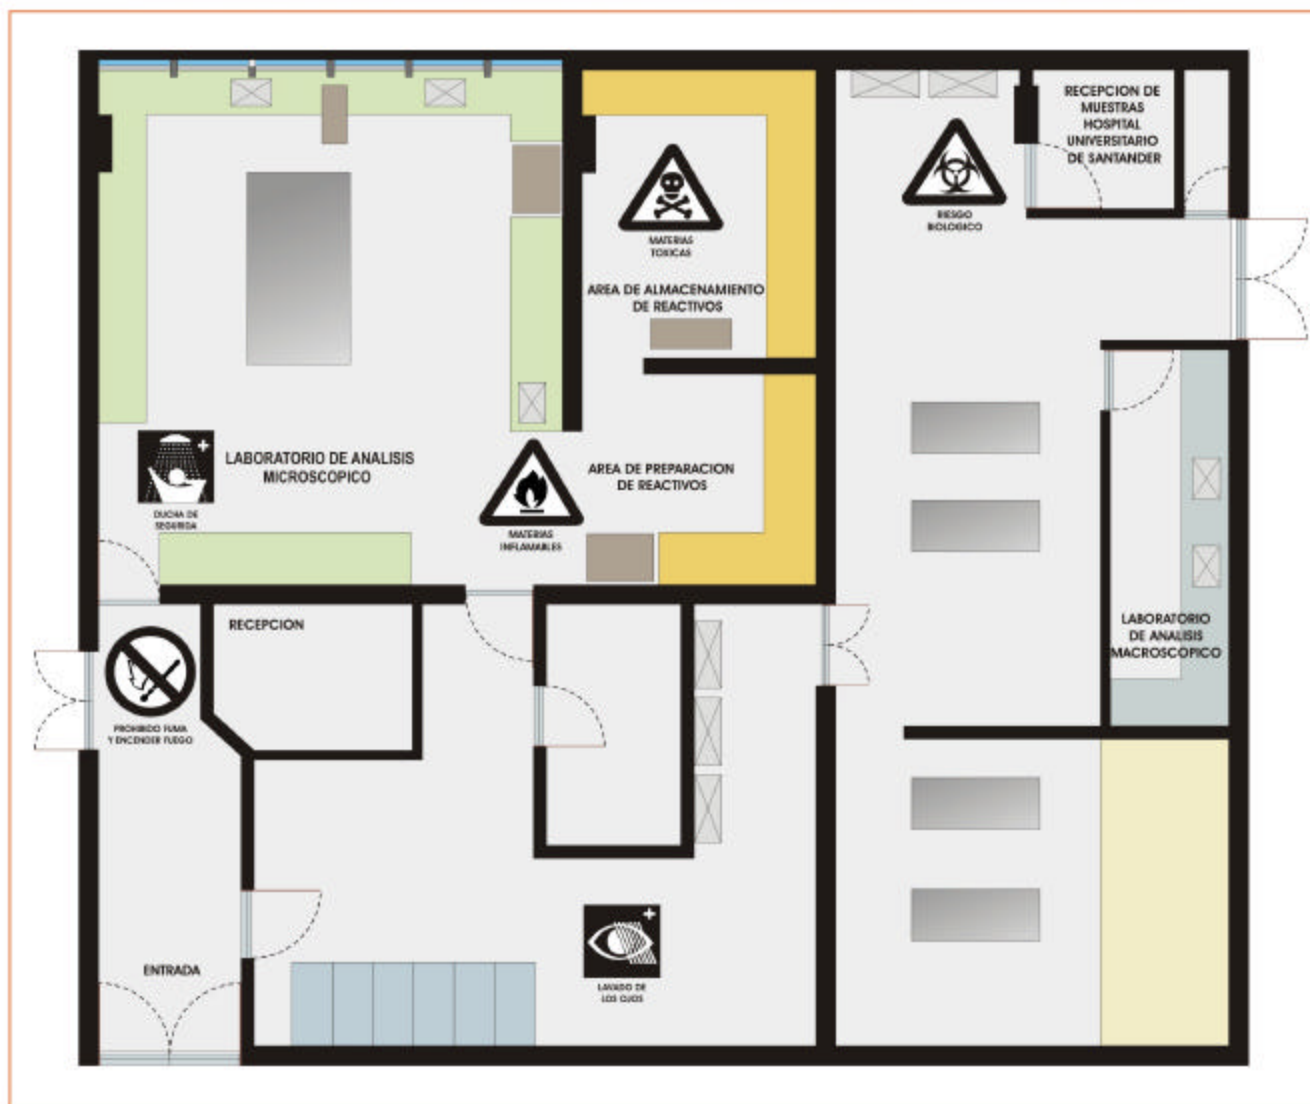 RECEPCION DE
MUESTRAS
HOSPITAL
UNIVERSITARIO
DE SANTANDER
MATERIAS
TOXICAS
RIESGO
BIOLOGICO
AREA DE ALMACENAMIENTO
DE REACTIVOS
LABORATORIO DE ANALISIS
MICROSCOPICO
AREA DE PREPARACION
DE REACTIVOS
DUCHA DE
SEGURIDA
MATERIAS
INFLAMABLES
RECEPCION
LABORATORIO
DE ANALISIS
MACROSCOPICO
PROHIBIDO FUMA
Y ENCENDER FUEGO
ENTRADA
LAVADO DE
LOS OJOS